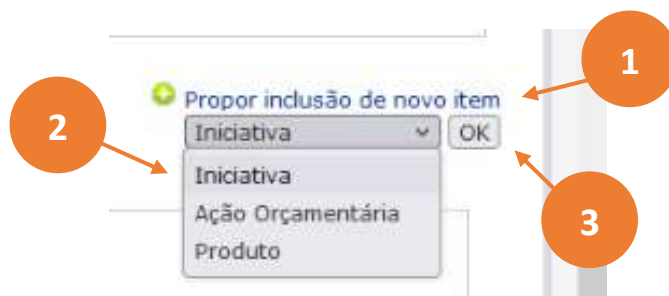 1
Propor inclusão de novo item
2
Iniciativa OK
Iniciativa
Ação Orçamentária
Produto
3